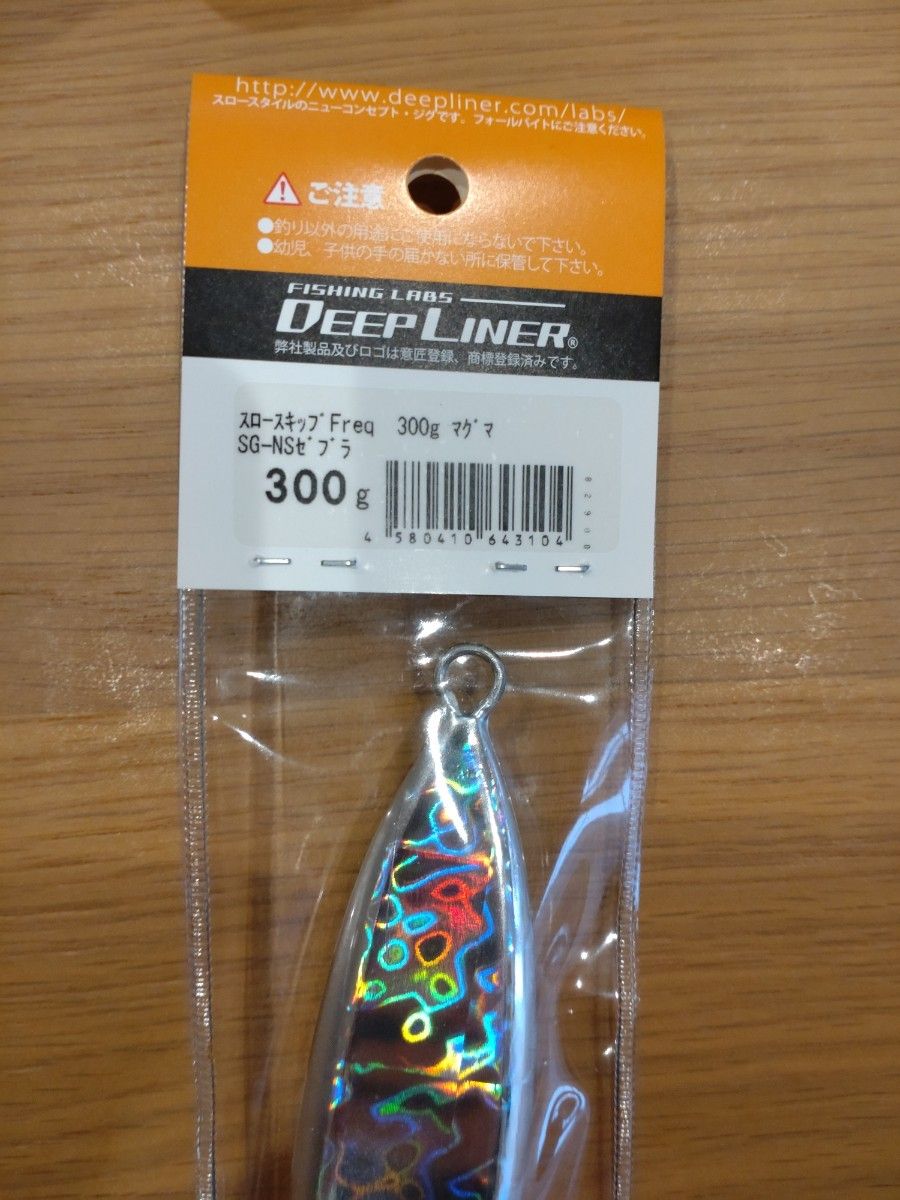 http://www.deepliner.com/labs/
スロースタイルのニューコンセプト・ジグです。フォールバイトにご注意ください。
ご注意
●釣り以外の用途にご使用にならないで下さい。
●幼児、子供の手の届かない所に保管して下さい。
FISHING LABS
DEEPLINER®
弊社製品及びロゴは意匠登録、商標登録済みです。
ｽﾛｰｽｷｯﾌﾟFreq 300g ﾏｸﾞﾏ
SG-NSｾﾞﾌﾞﾗ
300g
4 580410 643104